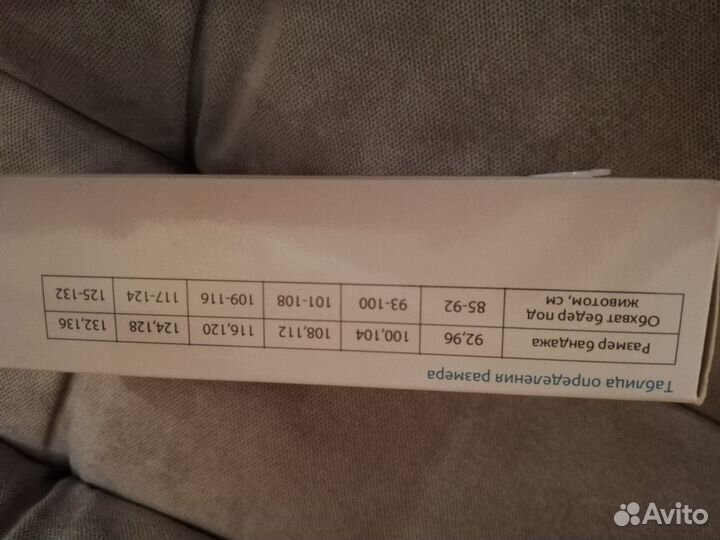 Таблица определения размера
Размер бандажа 92,96 100,104 108,112 116,120 124,128 132,136
Обхват бедер под 85-92 93-100 101-108 109-116 117-124 125-132
животом, см
Avito